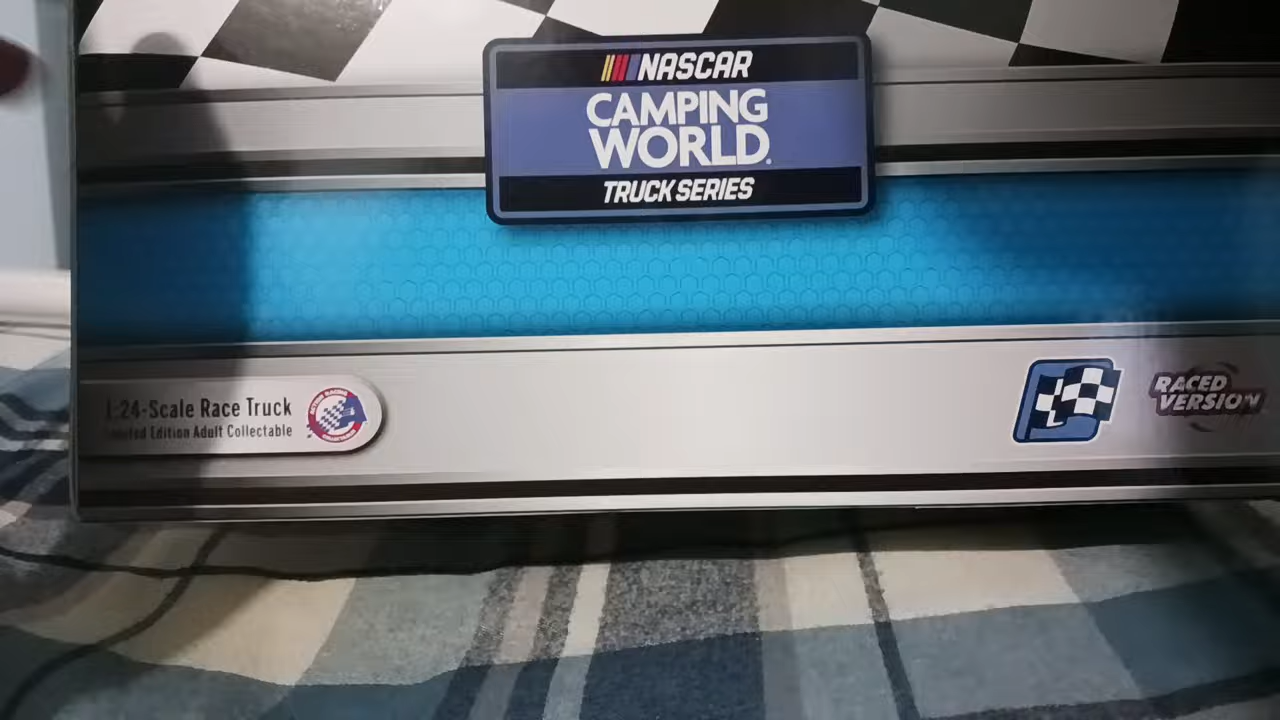 NASCAR
CAMPING
WORLD
TRUCK SERIES
1:24-Scale Race Truck
Limited Edition Adult Collectable
RACED
VERSION